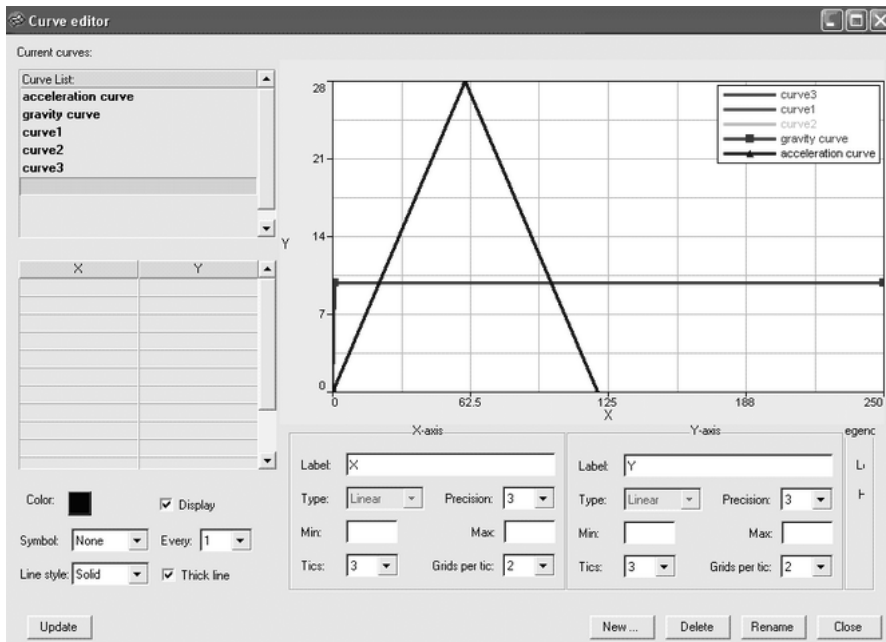 Curve editor
Current curves:
Curve List:
acceleration curve
gravity curve
curve1
curve2
curve3
X Y
Color:
Display
Symbol: None Every: 1
Line style: Solid Thick line
Update
28
21
14
7
0
Y
0 62.5 125 188 250
X
curve3
curve1
curve2
gravity curve
acceleration curve
X-axis
Label: X
Type: Linear Precision: 3
Min: Max:
Tics: 3 Grids per tic: 2
Y-axis
Label: Y
Type: Linear Precision: 3
Min: Max:
Tics: 3 Grids per tic: 2
egend
New ... Delete Rename Close